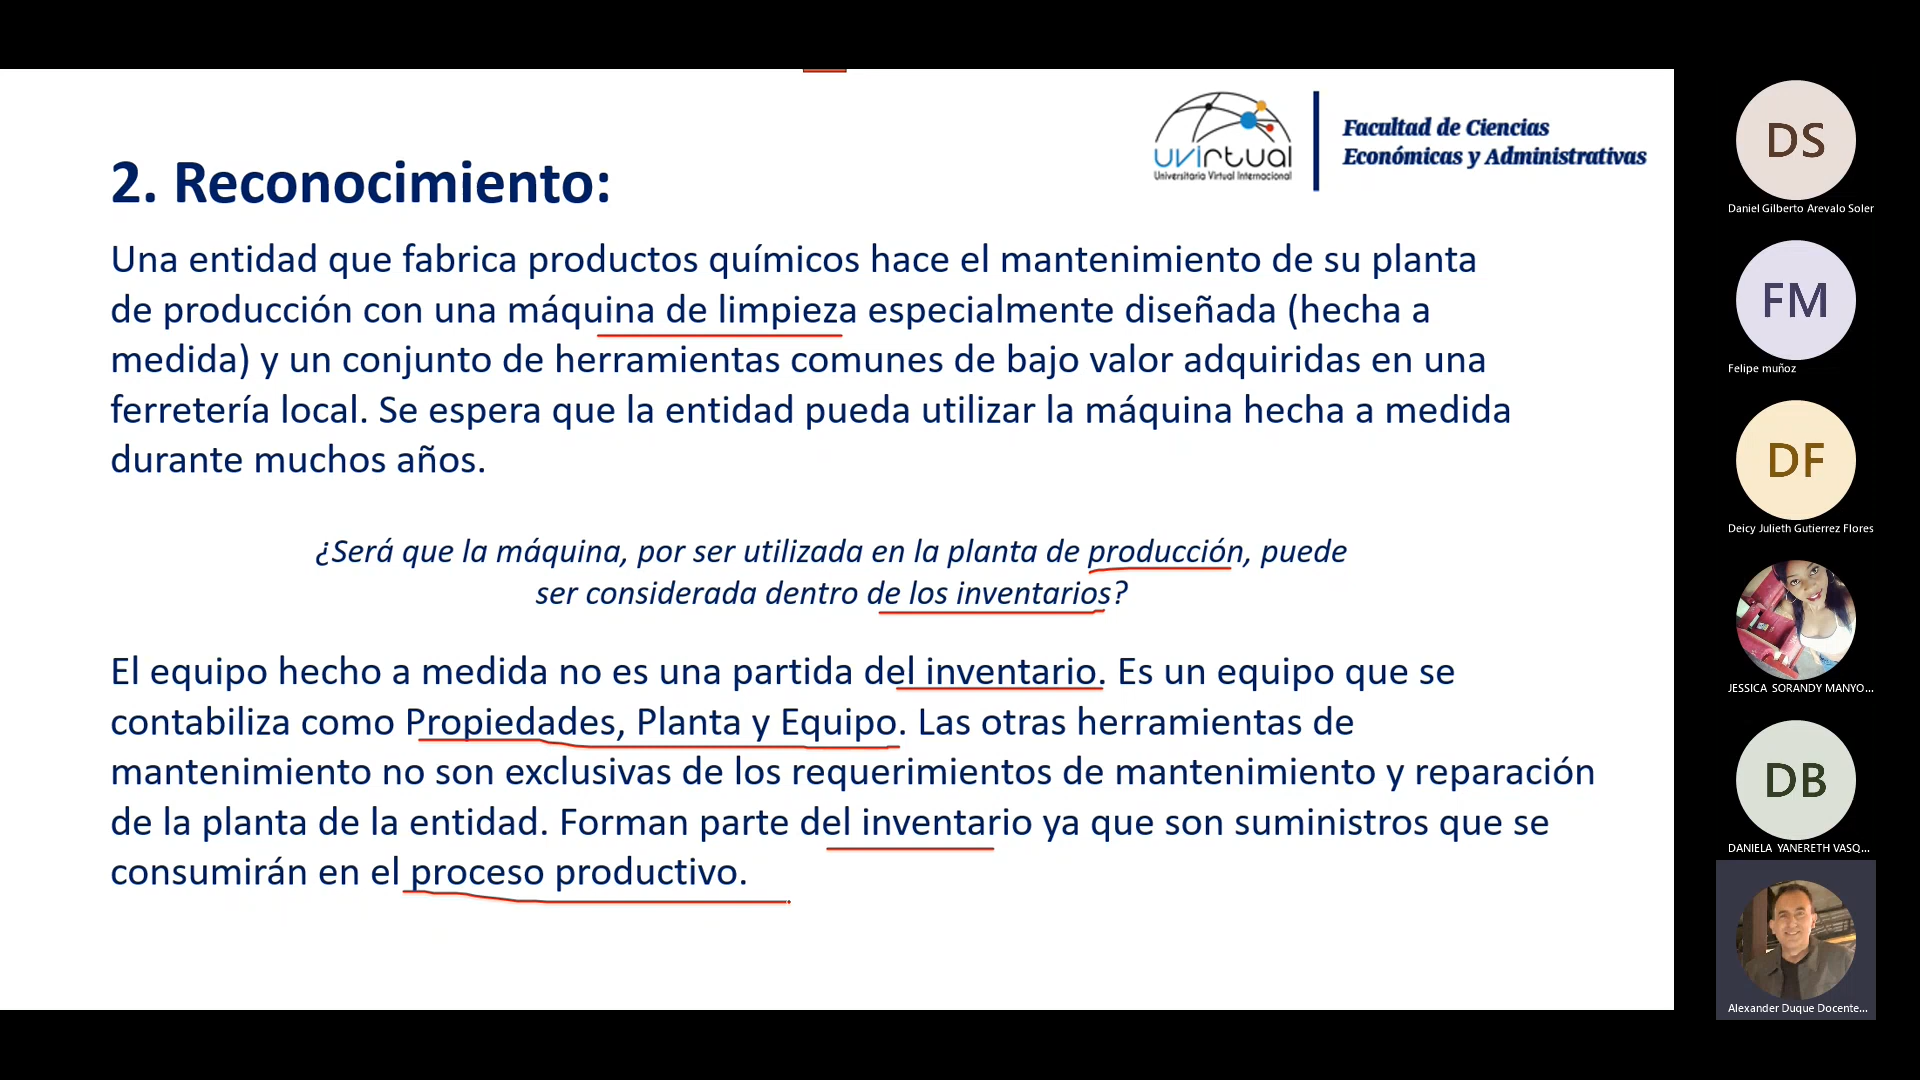 uvirtual
Universitaria Virtual Internacional
Facultad de Ciencias
Económicas y Administrativas
2. Reconocimiento:
Una entidad que fabrica productos químicos hace el mantenimiento de su planta
de producción con una máquina de limpieza especialmente diseñada (hecha a
medida) y un conjunto de herramientas comunes de bajo valor adquiridas en una
ferretería local. Se espera que la entidad pueda utilizar la máquina hecha a medida
durante muchos años.
¿Será que la máquina, por ser utilizada en la planta de producción, puede
ser considerada dentro de los inventarios?
El equipo hecho a medida no es una partida del inventario. Es un equipo que se
contabiliza como Propiedades, Planta y Equipo. Las otras herramientas de
mantenimiento no son exclusivas de los requerimientos de mantenimiento y reparación
de la planta de la entidad. Forman parte del inventario ya que son suministros que se
consumirán en el proceso productivo.
DS
Daniel Gilberto Arevalo Soler
FM
Felipe muñoz
DF
Deicy Julieth Gutierrez Flores
JESSICA SORANDY MANYO...
DB
DANIELA YANERETH VASQ...
Alexander Duque Docente...